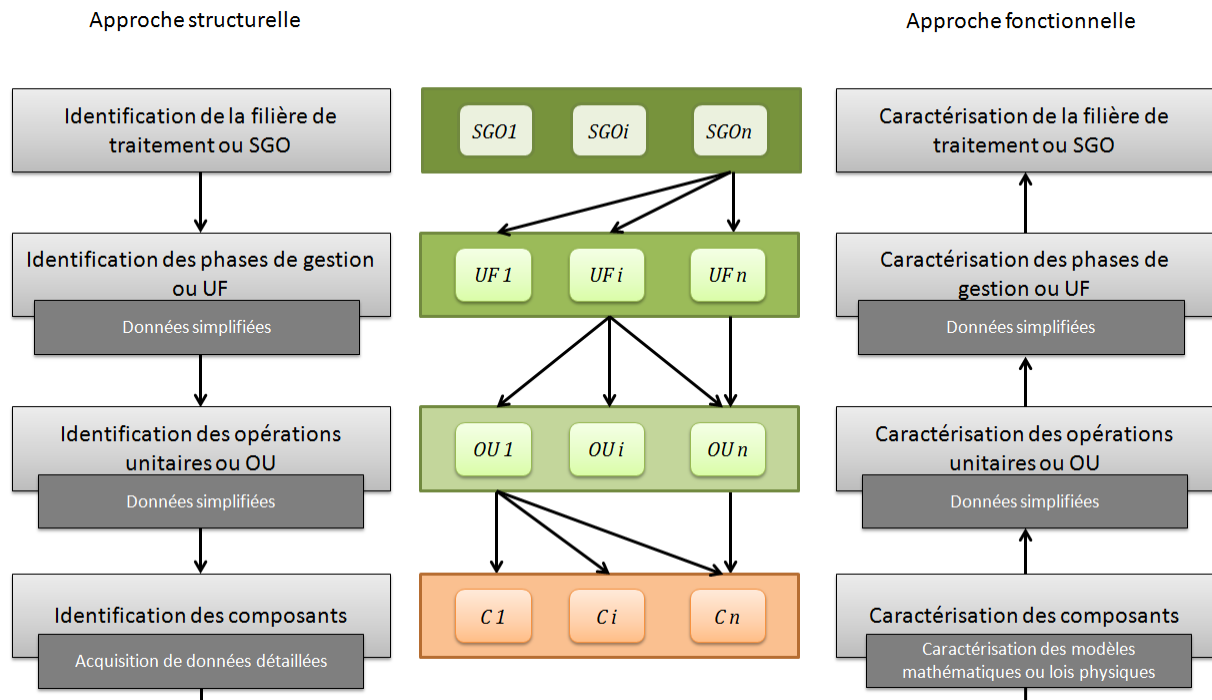 Approche structurelle
Approche fonctionnelle
Identification de la filière de
traitement ou SGO
SGO1
SGOi
SGOn
Caractérisation de la filière de
traitement ou SGO
Identification des phases de gestion
ou UF
Données simplifiées
UF 1
UF i
UF n
Caractérisation des phases de
gestion ou UF
Données simplifiées
Identification des opérations
unitaires ou OU
Données simplifiées
OU 1
OU i
OU n
Caractérisation des opérations
unitaires ou OU
Données simplifiées
Identification des composants
Acquisition de données détaillées
C 1
C i
C n
Caractérisation des composants
Caractérisation des modèles
mathématiques ou lois physiques